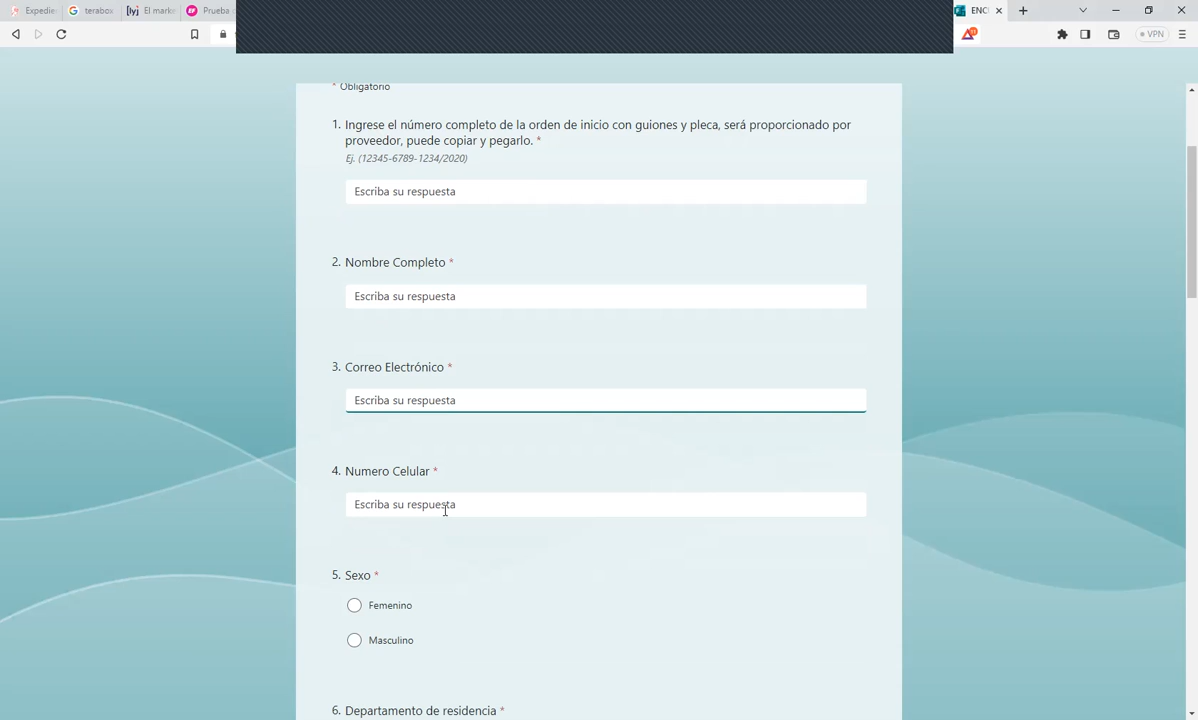 Expedie
terabox
[lyj El mark
EF Prueba
ENCI
VPN
* Obligatorio
1. Ingrese el número completo de la orden de inicio con guiones y pleca, será proporcionado por
proveedor, puede copiar y pegarlo. *
Ej. (12345-6789-1234/2020)
Escriba su respuesta
2. Nombre Completo *
Escriba su respuesta
3. Correo Electrónico *
Escriba su respuesta
4. Numero Celular *
Escriba su respuesta
5. Sexo *
Femenino
Masculino
6. Departamento de residencia *